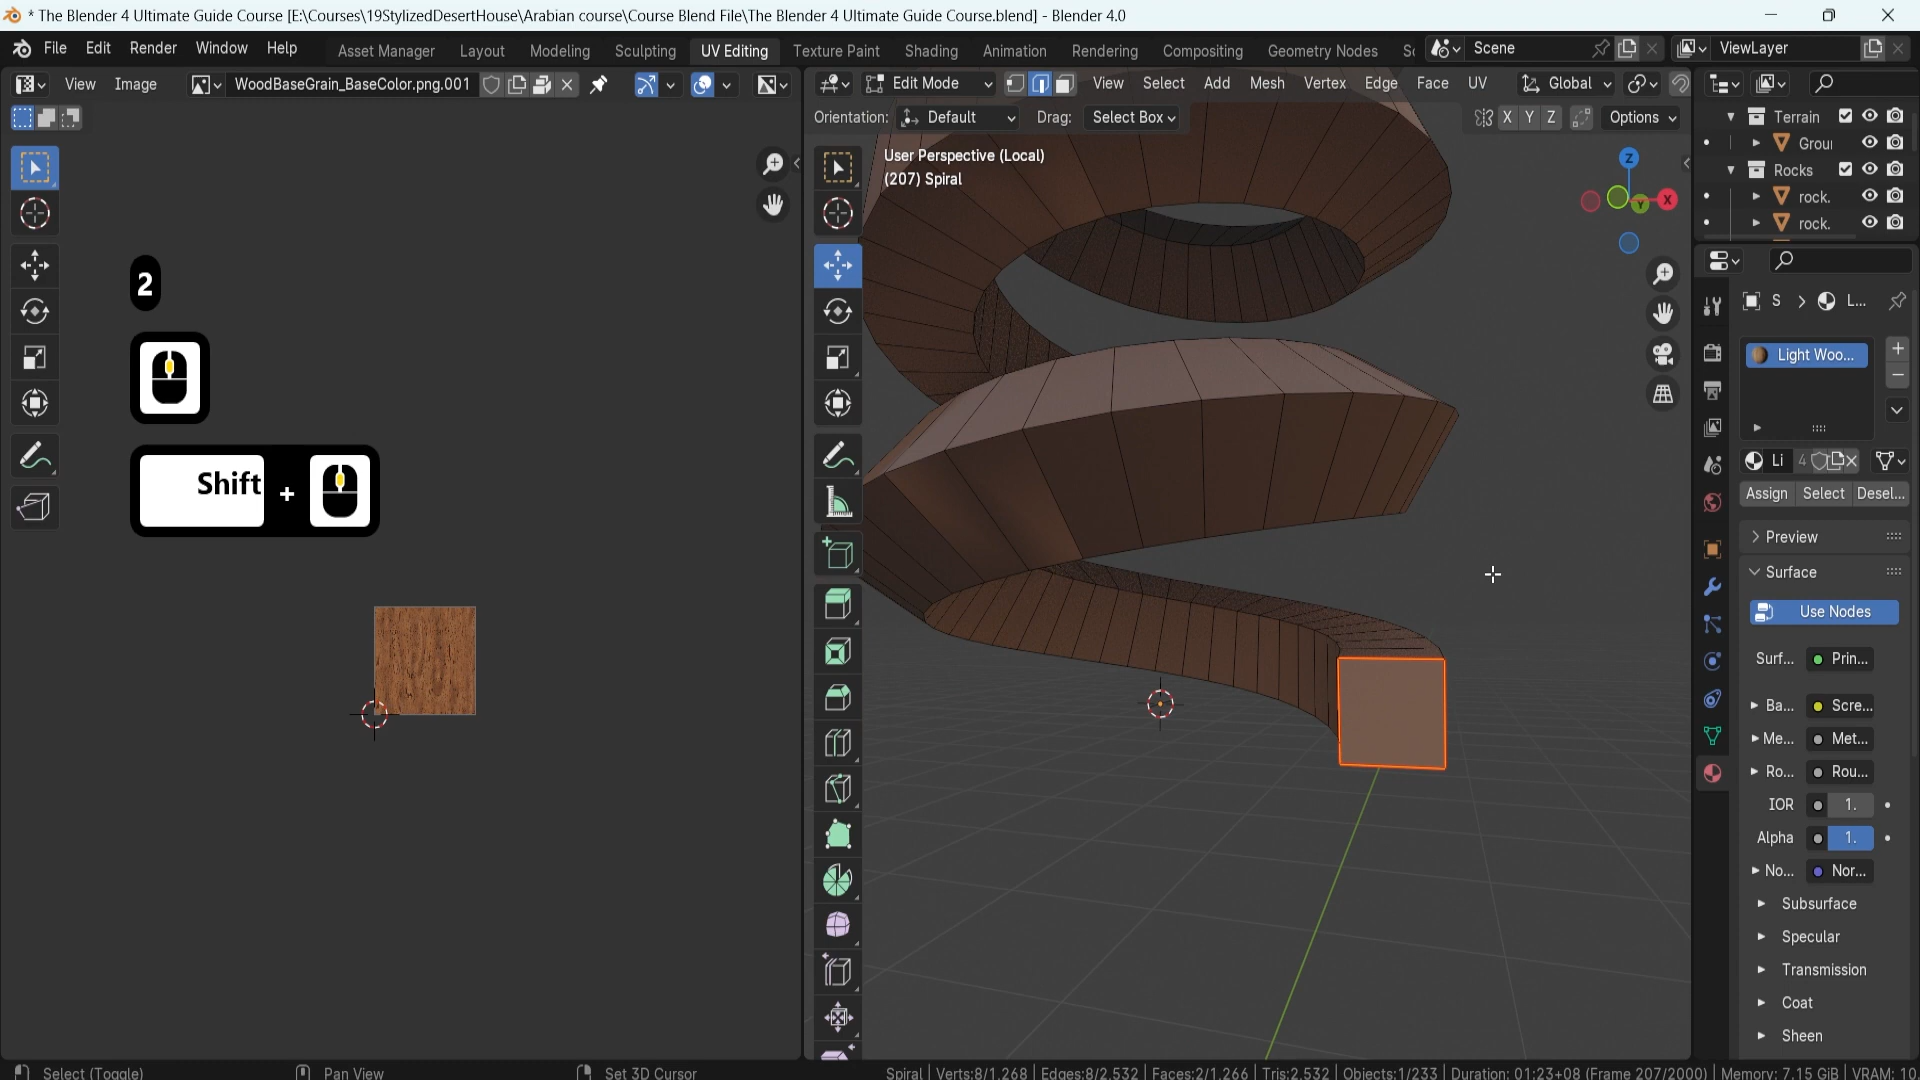 * The Blender 4 Ultimate Guide Course [E:\Courses\19StylizedDesertHouse\Arabian course\Course Blend File\The Blender 4 Ultimate Guide Course.blend] - Blender 4.0
File Edit Render Window Help Asset Manager Layout Modeling Sculpting UV Editing Texture Paint Shading Animation Rendering Compositing Geometry Nodes Sc Scene ViewLayer
View Image WoodBaseGrain_BaseColor.png.001 Edit Mode View Select Add Mesh Vertex Edge Face UV Global
Orientation: Default Drag: Select Box X Y Z Options
Terrain
Grour
Rocks
rock.
rock.
User Perspective (Local)
(207) Spiral
Z
X
Y
2
Shift +
S > L...
Light Woo...
Li 4
Assign Select Desel...
Preview
Surface
Use Nodes
Surf... Prin...
Ba... Scre...
Me... Met...
Ro... Rou...
IOR 1.
Alpha 1.
No... Nor...
Subsurface
Specular
Transmission
Coat
Sheen
Select (Toggle) Pan View Set 3D Cursor Spiral | Verts:8/1,268 | Edges:8/2,532 | Faces:2/1,266 | Tris:2,532 | Objects:1/233 | Duration: 01:23+08 (Frame 207/2000) | Memory: 7.15 GiB | VRAM: 10